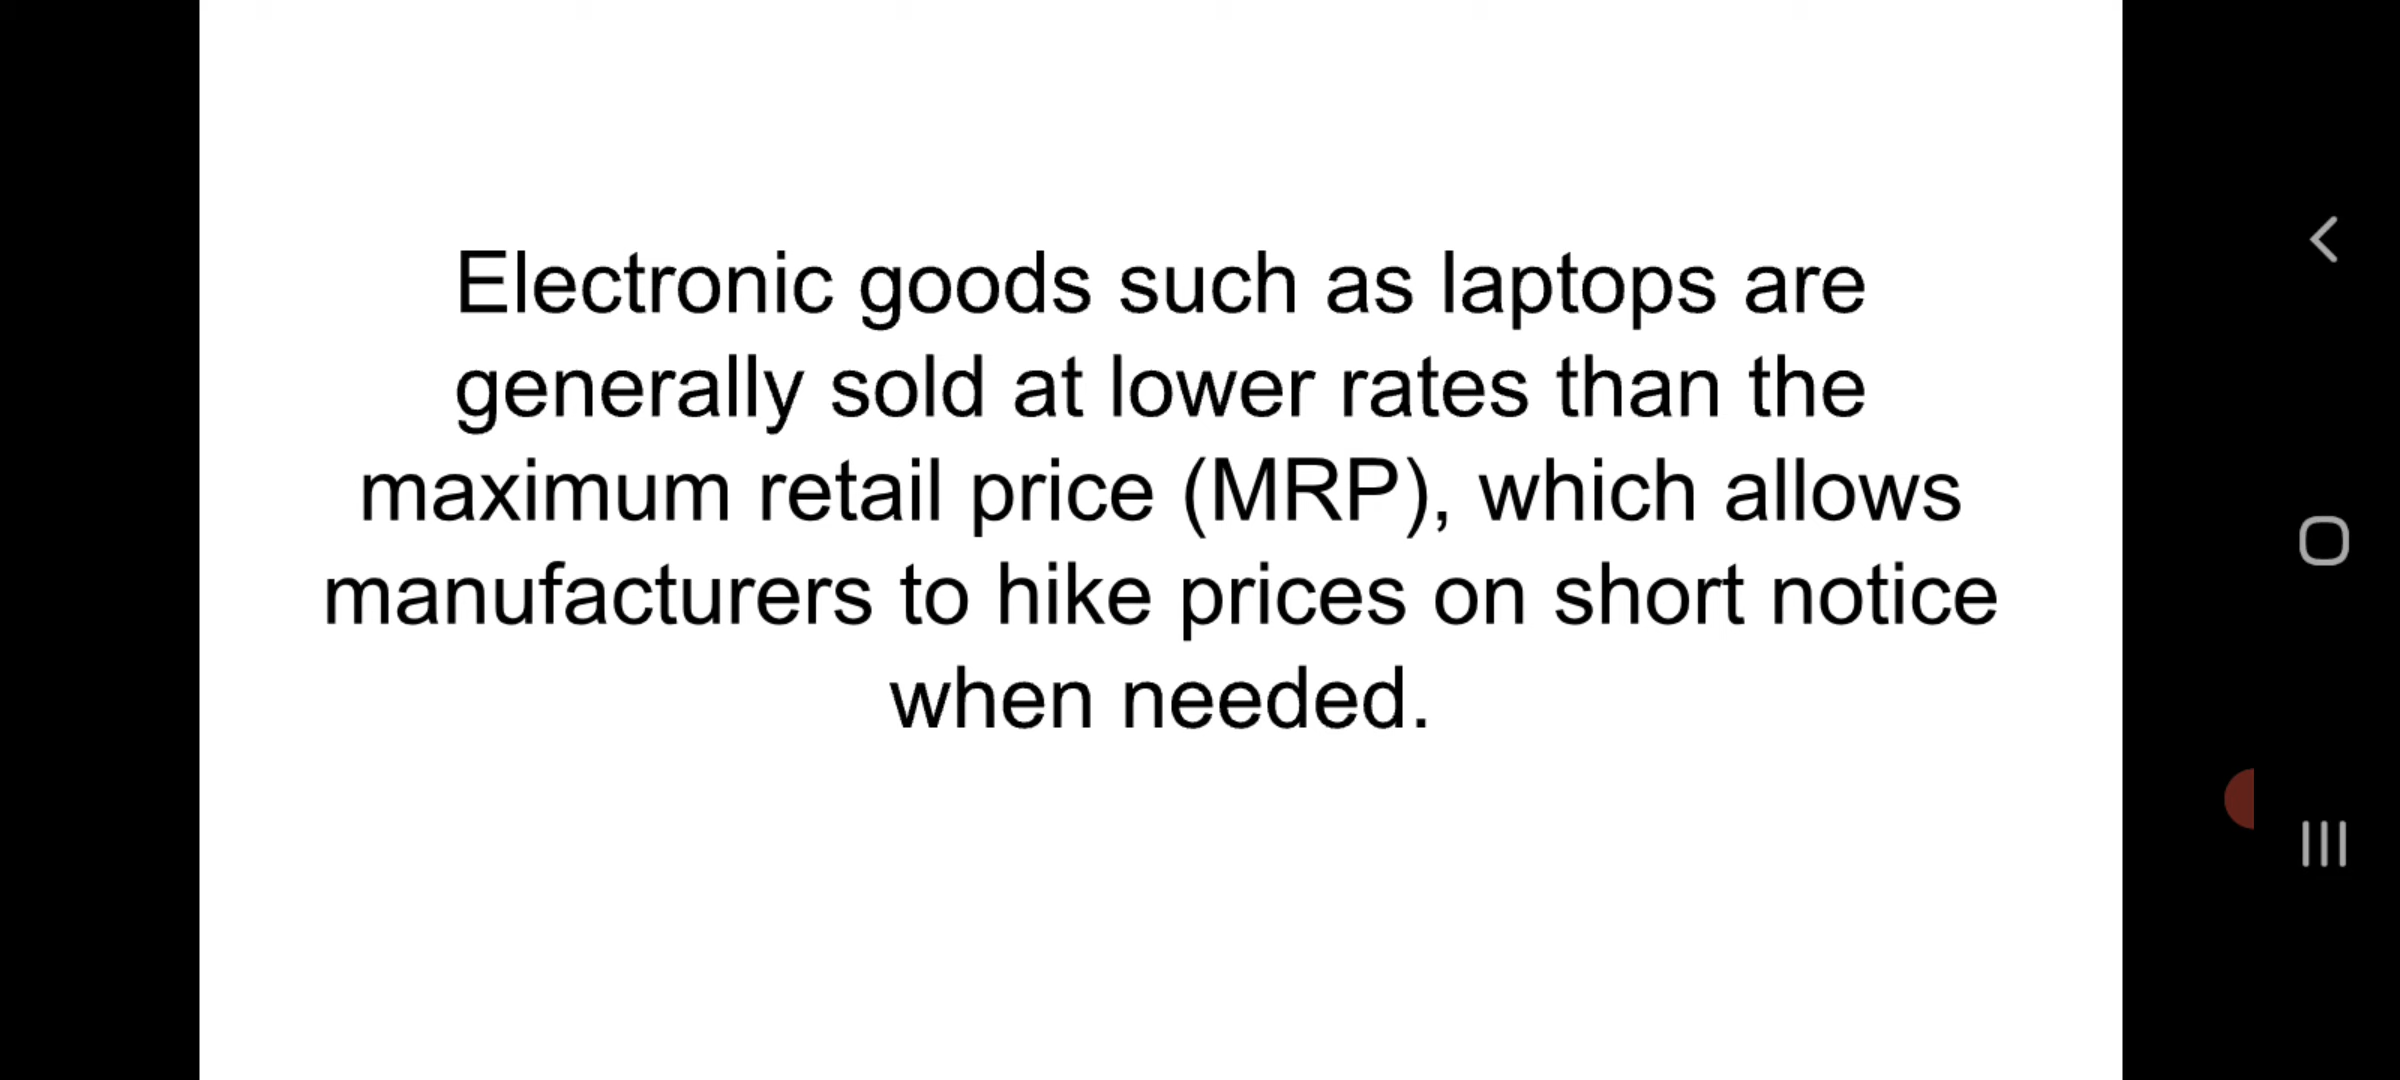 Electronic goods such as laptops are
generally sold at lower rates than the
maximum retail price (MRP), which allows
manufacturers to hike prices on short notice
when needed.